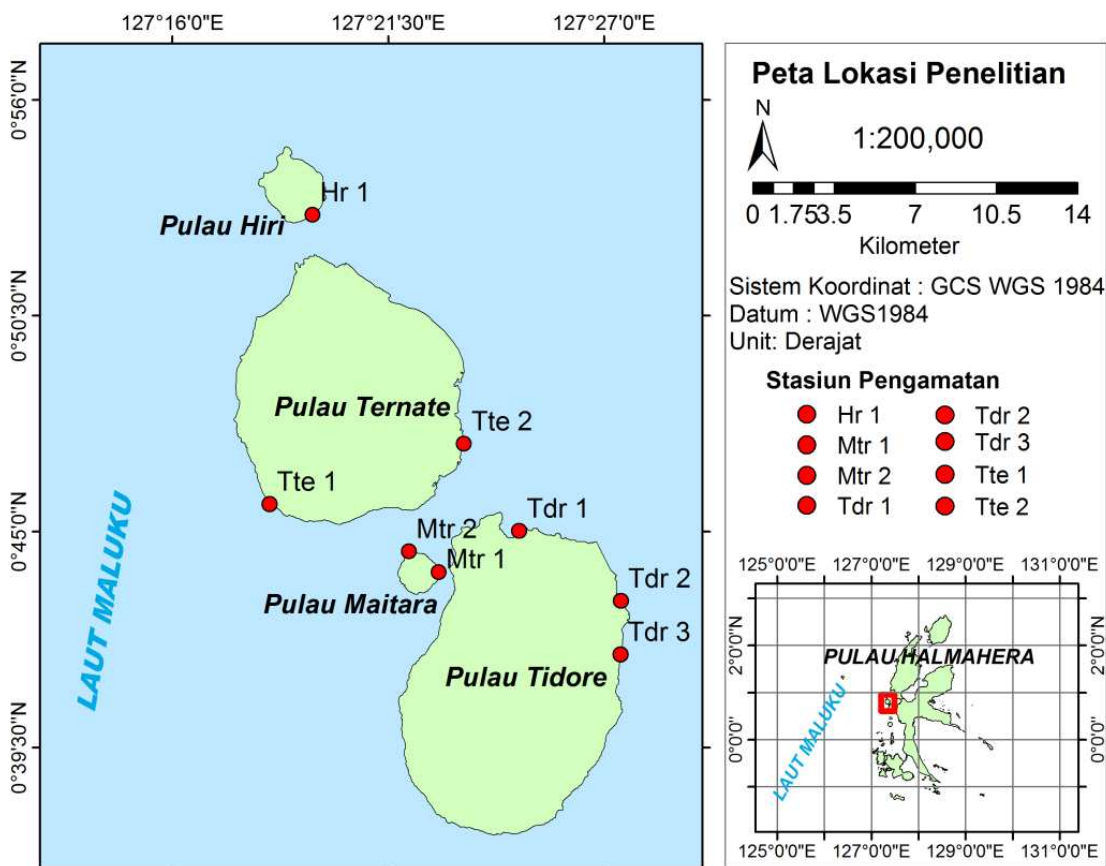 127°16'0"E 127°21'30"E 127°27'0"E
0°56'0"N
0°50'30"N
0°45'0"N
0°39'30"N
Hr 1
Pulau Hiri
Pulau Ternate
Tte 2
Tte 1
Tdr 1
Mtr 2
Mtr 1
Pulau Maitara
Tdr 2
Tdr 3
Pulau Tidore
LAUT MALUKU
Peta Lokasi Penelitian
N
1:200,000
0 1.75 3.5 7 10.5 14
Kilometer
Sistem Koordinat : GCS WGS 1984
Datum : WGS1984
Unit: Derajat
Stasiun Pengamatan
Hr 1 Tdr 2
Mtr 1 Tdr 3
Mtr 2 Tte 1
Tdr 1 Tte 2
125°0'0"E 127°0'0"E 129°0'0"E 131°0'0"E
2°0'0"N
0°0'0"
PULAU HALMAHERA
LAUT MALUKU
125°0'0"E 127°0'0"E 129°0'0"E 131°0'0"E